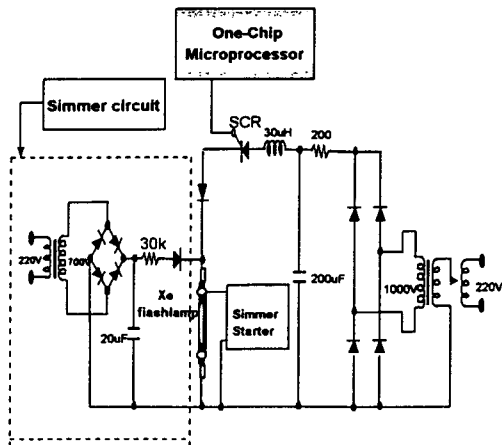 One-Chip
Microprocessor
Simmer circuit
SCR
30uH
200
30k
220V
700V
Xe
flashlamp
Simmer
Starter
200uF
20uF
1000V
220V